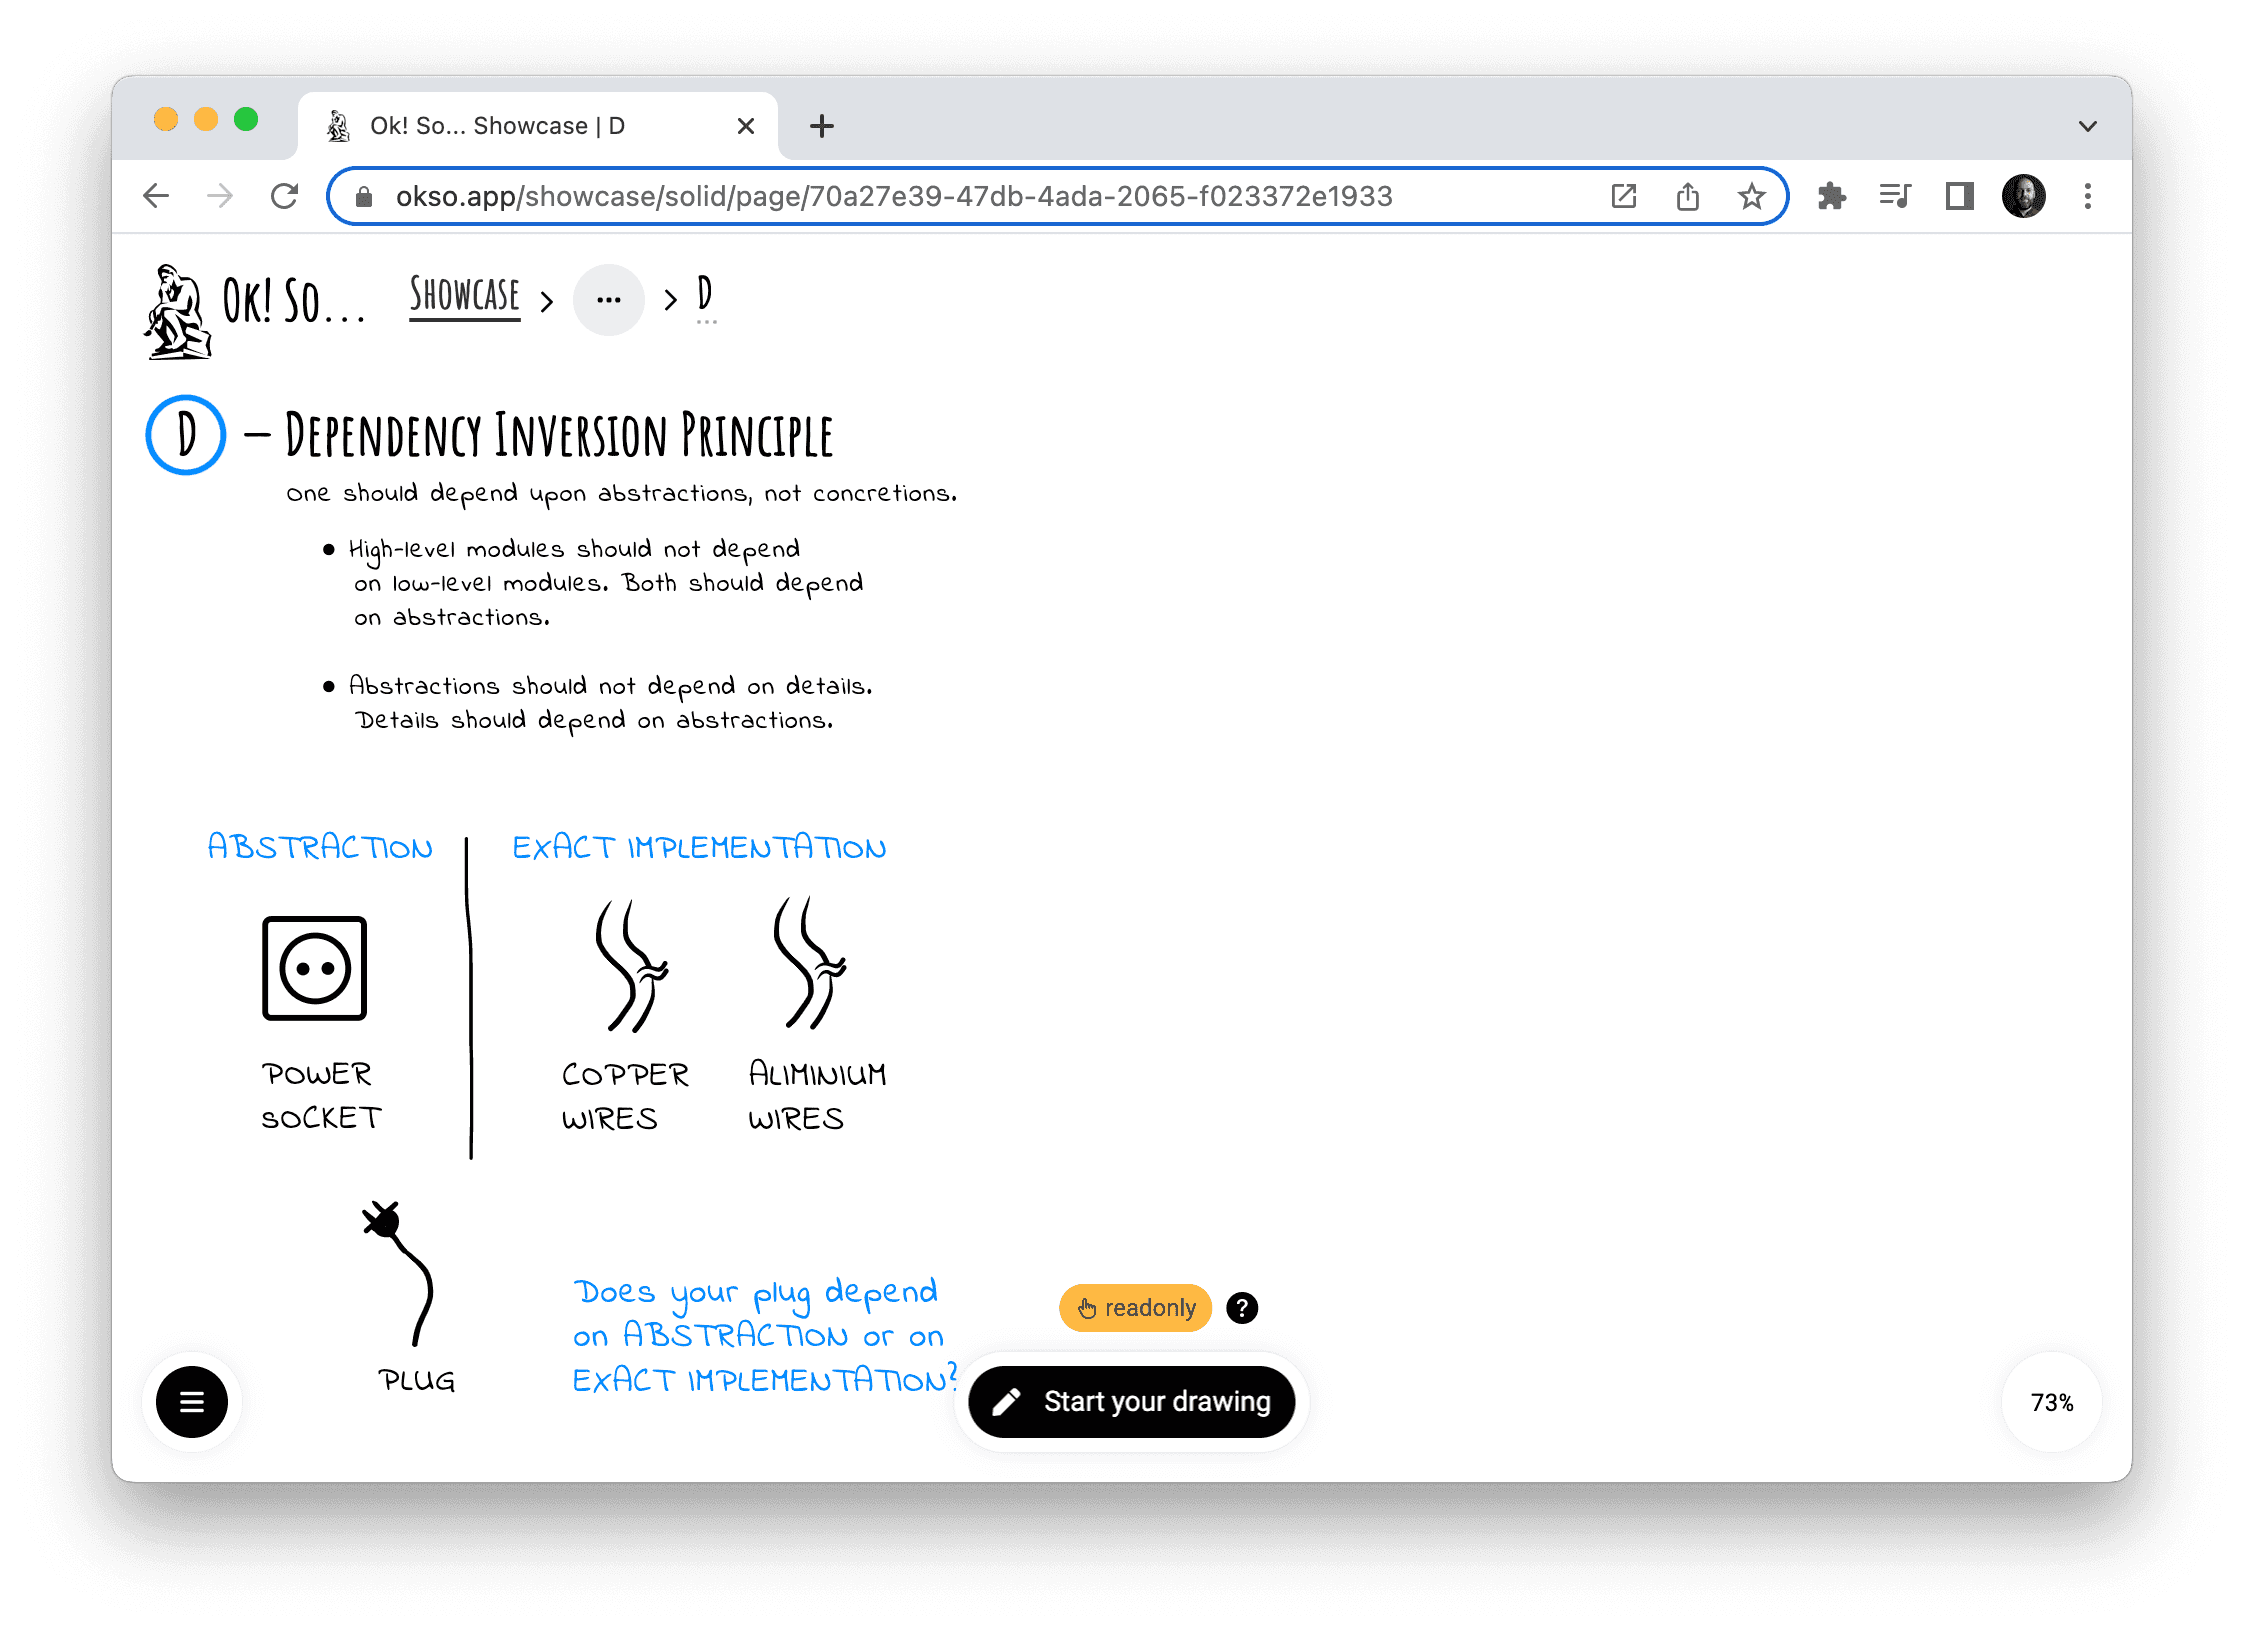 Ok! So... Showcase | D
okso.app/showcase/solid/page/70a27e39-47db-4ada-2065-f023372e1933
Ok! So... Showcase > ... > D
D — Dependency Inversion Principle
One should depend upon abstractions, not concretions.
• High-level modules should not depend
on low-level modules. Both should depend
on abstractions.
• Abstractions should not depend on details.
Details should depend on abstractions.
ABSTRACTION
EXACT IMPLEMENTATION
POWER
SOCKET
COPPER
WIRES
ALIMINIUM
WIRES
PLUG
Does your plug depend
on ABSTRACTION or on
EXACT IMPLEMENTATION?
readonly ?
Start your drawing
73%